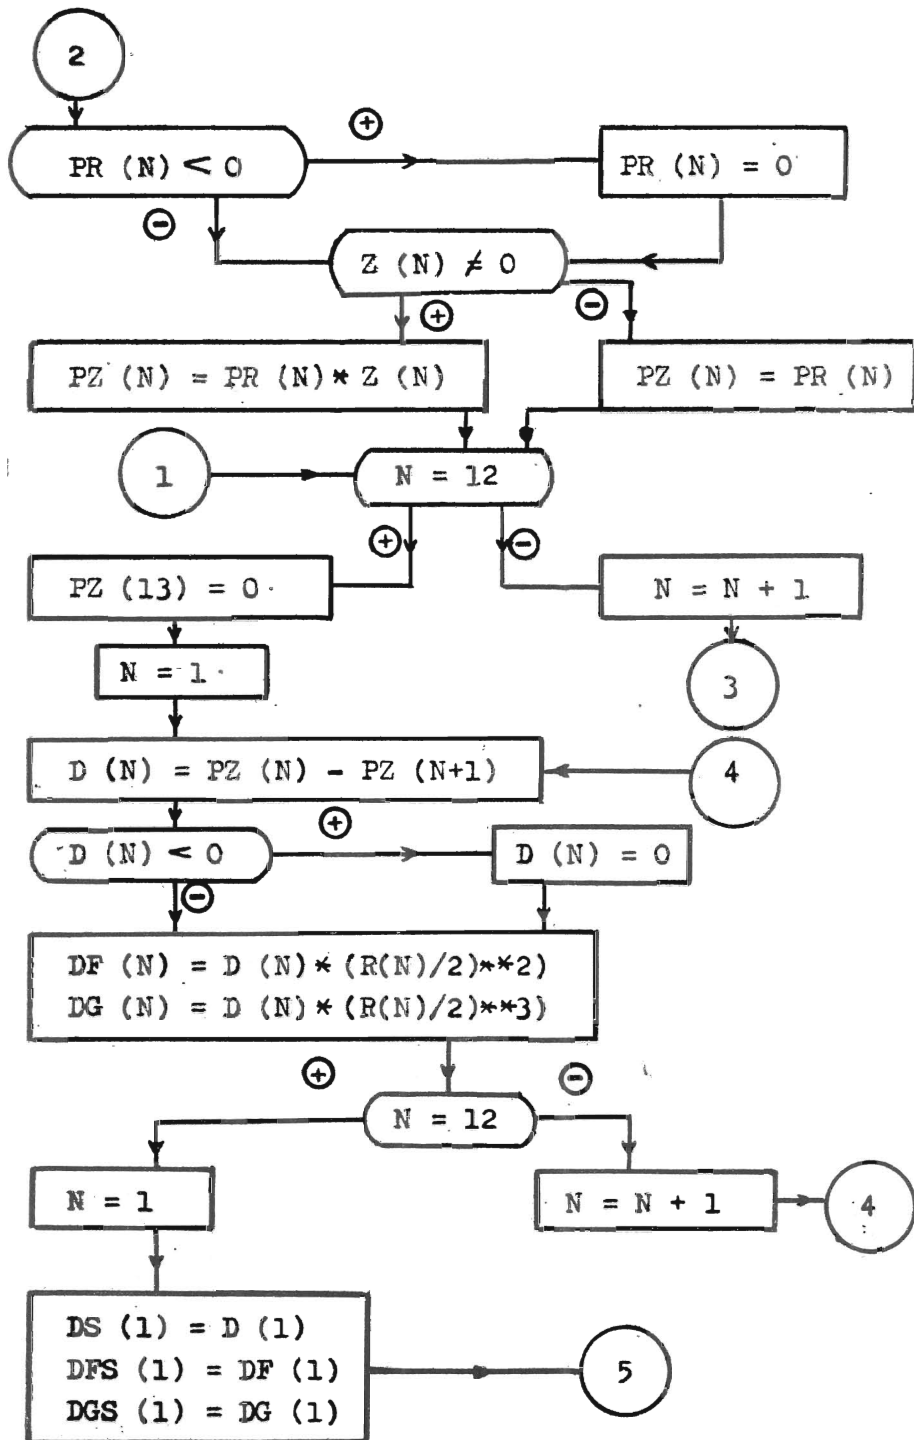 2
⊕
PR (N) < 0
PR (N) = 0
⊖
Z (N) ≠ 0
⊕
⊖
PZ (N) = PR (N)* Z (N)
PZ (N) = PR (N)
1
N = 12
⊕
⊖
PZ (13) = 0
N = N + 1
N = 1
3
D (N) = PZ (N) - PZ (N+1)
4
⊕
D (N) < 0
D (N) = 0
⊖
DF (N) = D (N)* (R(N)/2)**2)
DG (N) = D (N)* (R(N)/2)**3)
⊕
⊖
N = 12
N = 1
N = N + 1
4
DS (1) = D (1)
DFS (1) = DF (1)
DGS (1) = DG (1)
5